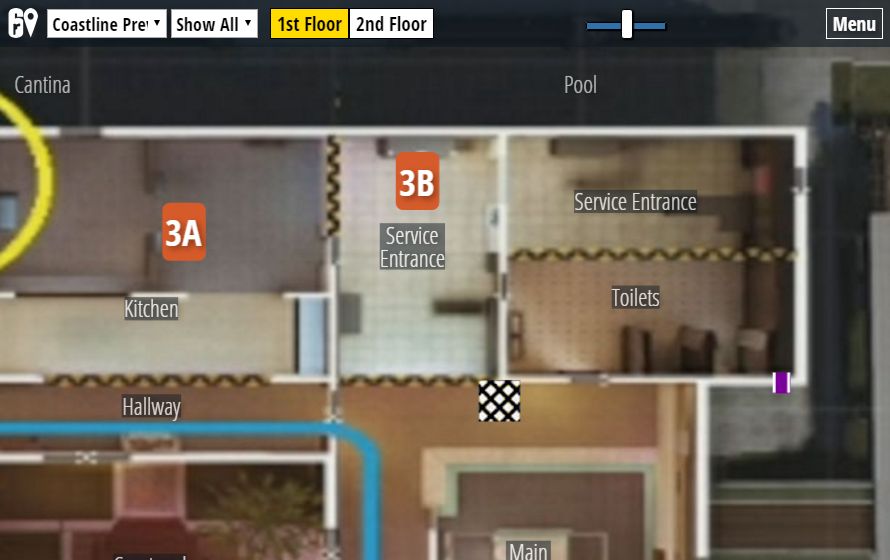 Coastline Prev
Show All
1st Floor
2nd Floor
Menu
Cantina
Pool
3A
3B
Service
Entrance
Service Entrance
Kitchen
Toilets
Hallway
Main